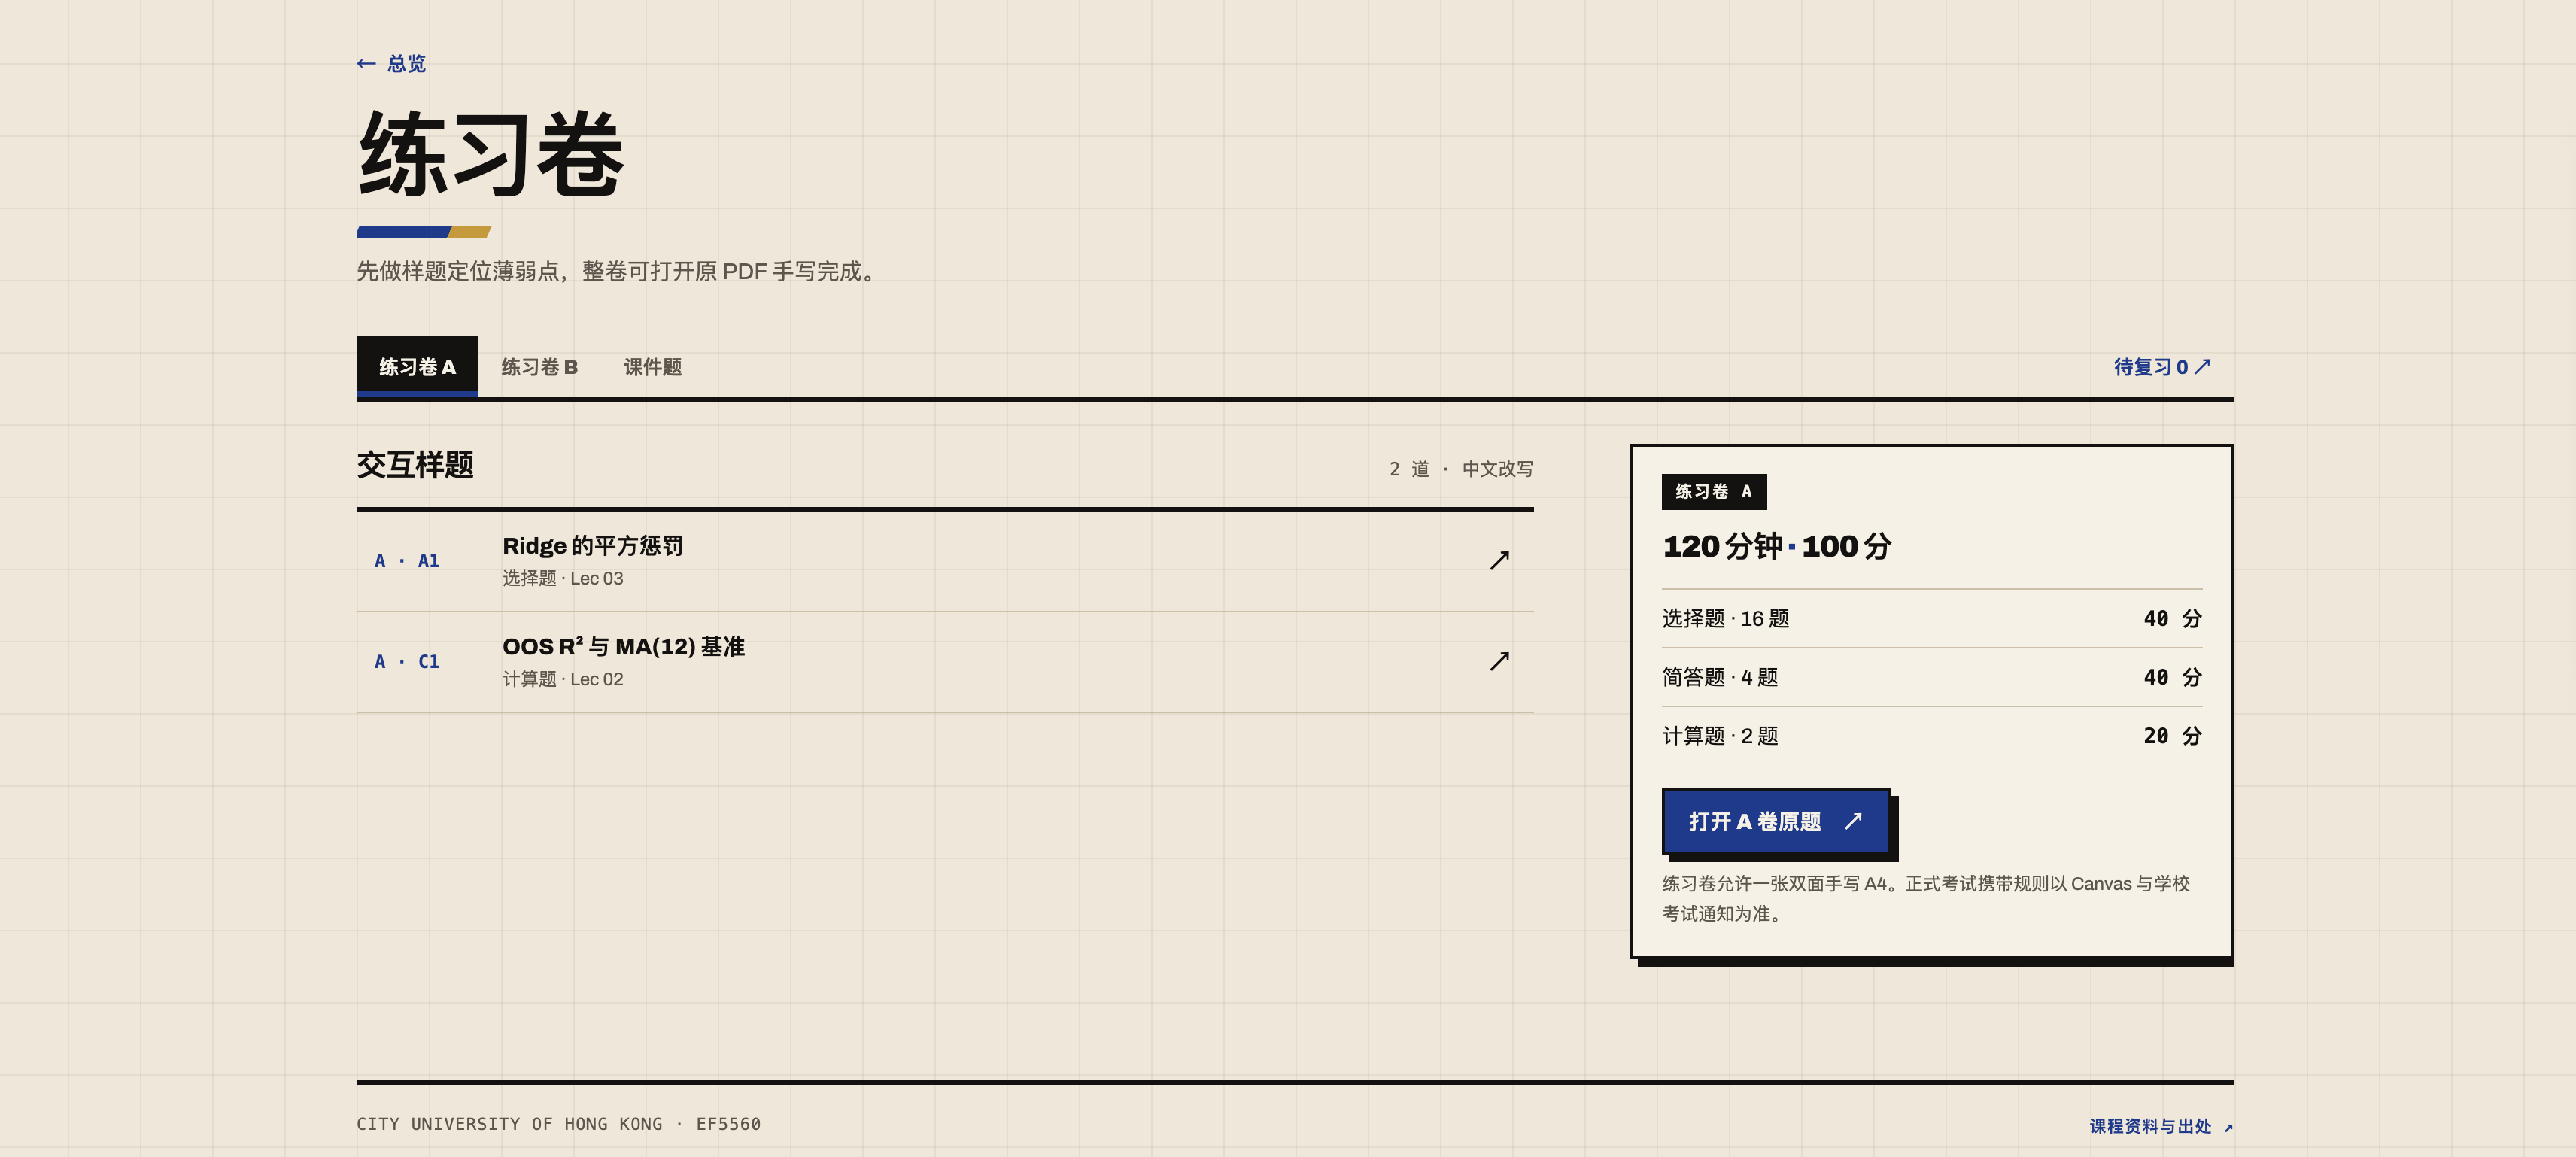 ← 总览
练习卷
先做样题定位薄弱点，整卷可打开原 PDF 手写完成。
练习卷 A
练习卷 B
课件题
待复习 0 ↗
交互样题
2 道 · 中文改写
A · A1
Ridge 的平方惩罚
选择题 · Lec 03
↗
A · C1
OOS R² 与 MA(12) 基准
计算题 · Lec 02
↗
练习卷 A
120 分钟·100 分
选择题 · 16 题
40 分
简答题 · 4 题
40 分
计算题 · 2 题
20 分
打开 A 卷原题 ↗
练习卷允许一张双面手写 A4。正式考试携带规则以 Canvas 与学校
考试通知为准。
CITY UNIVERSITY OF HONG KONG · EF5560
课程资料与出处 ↗